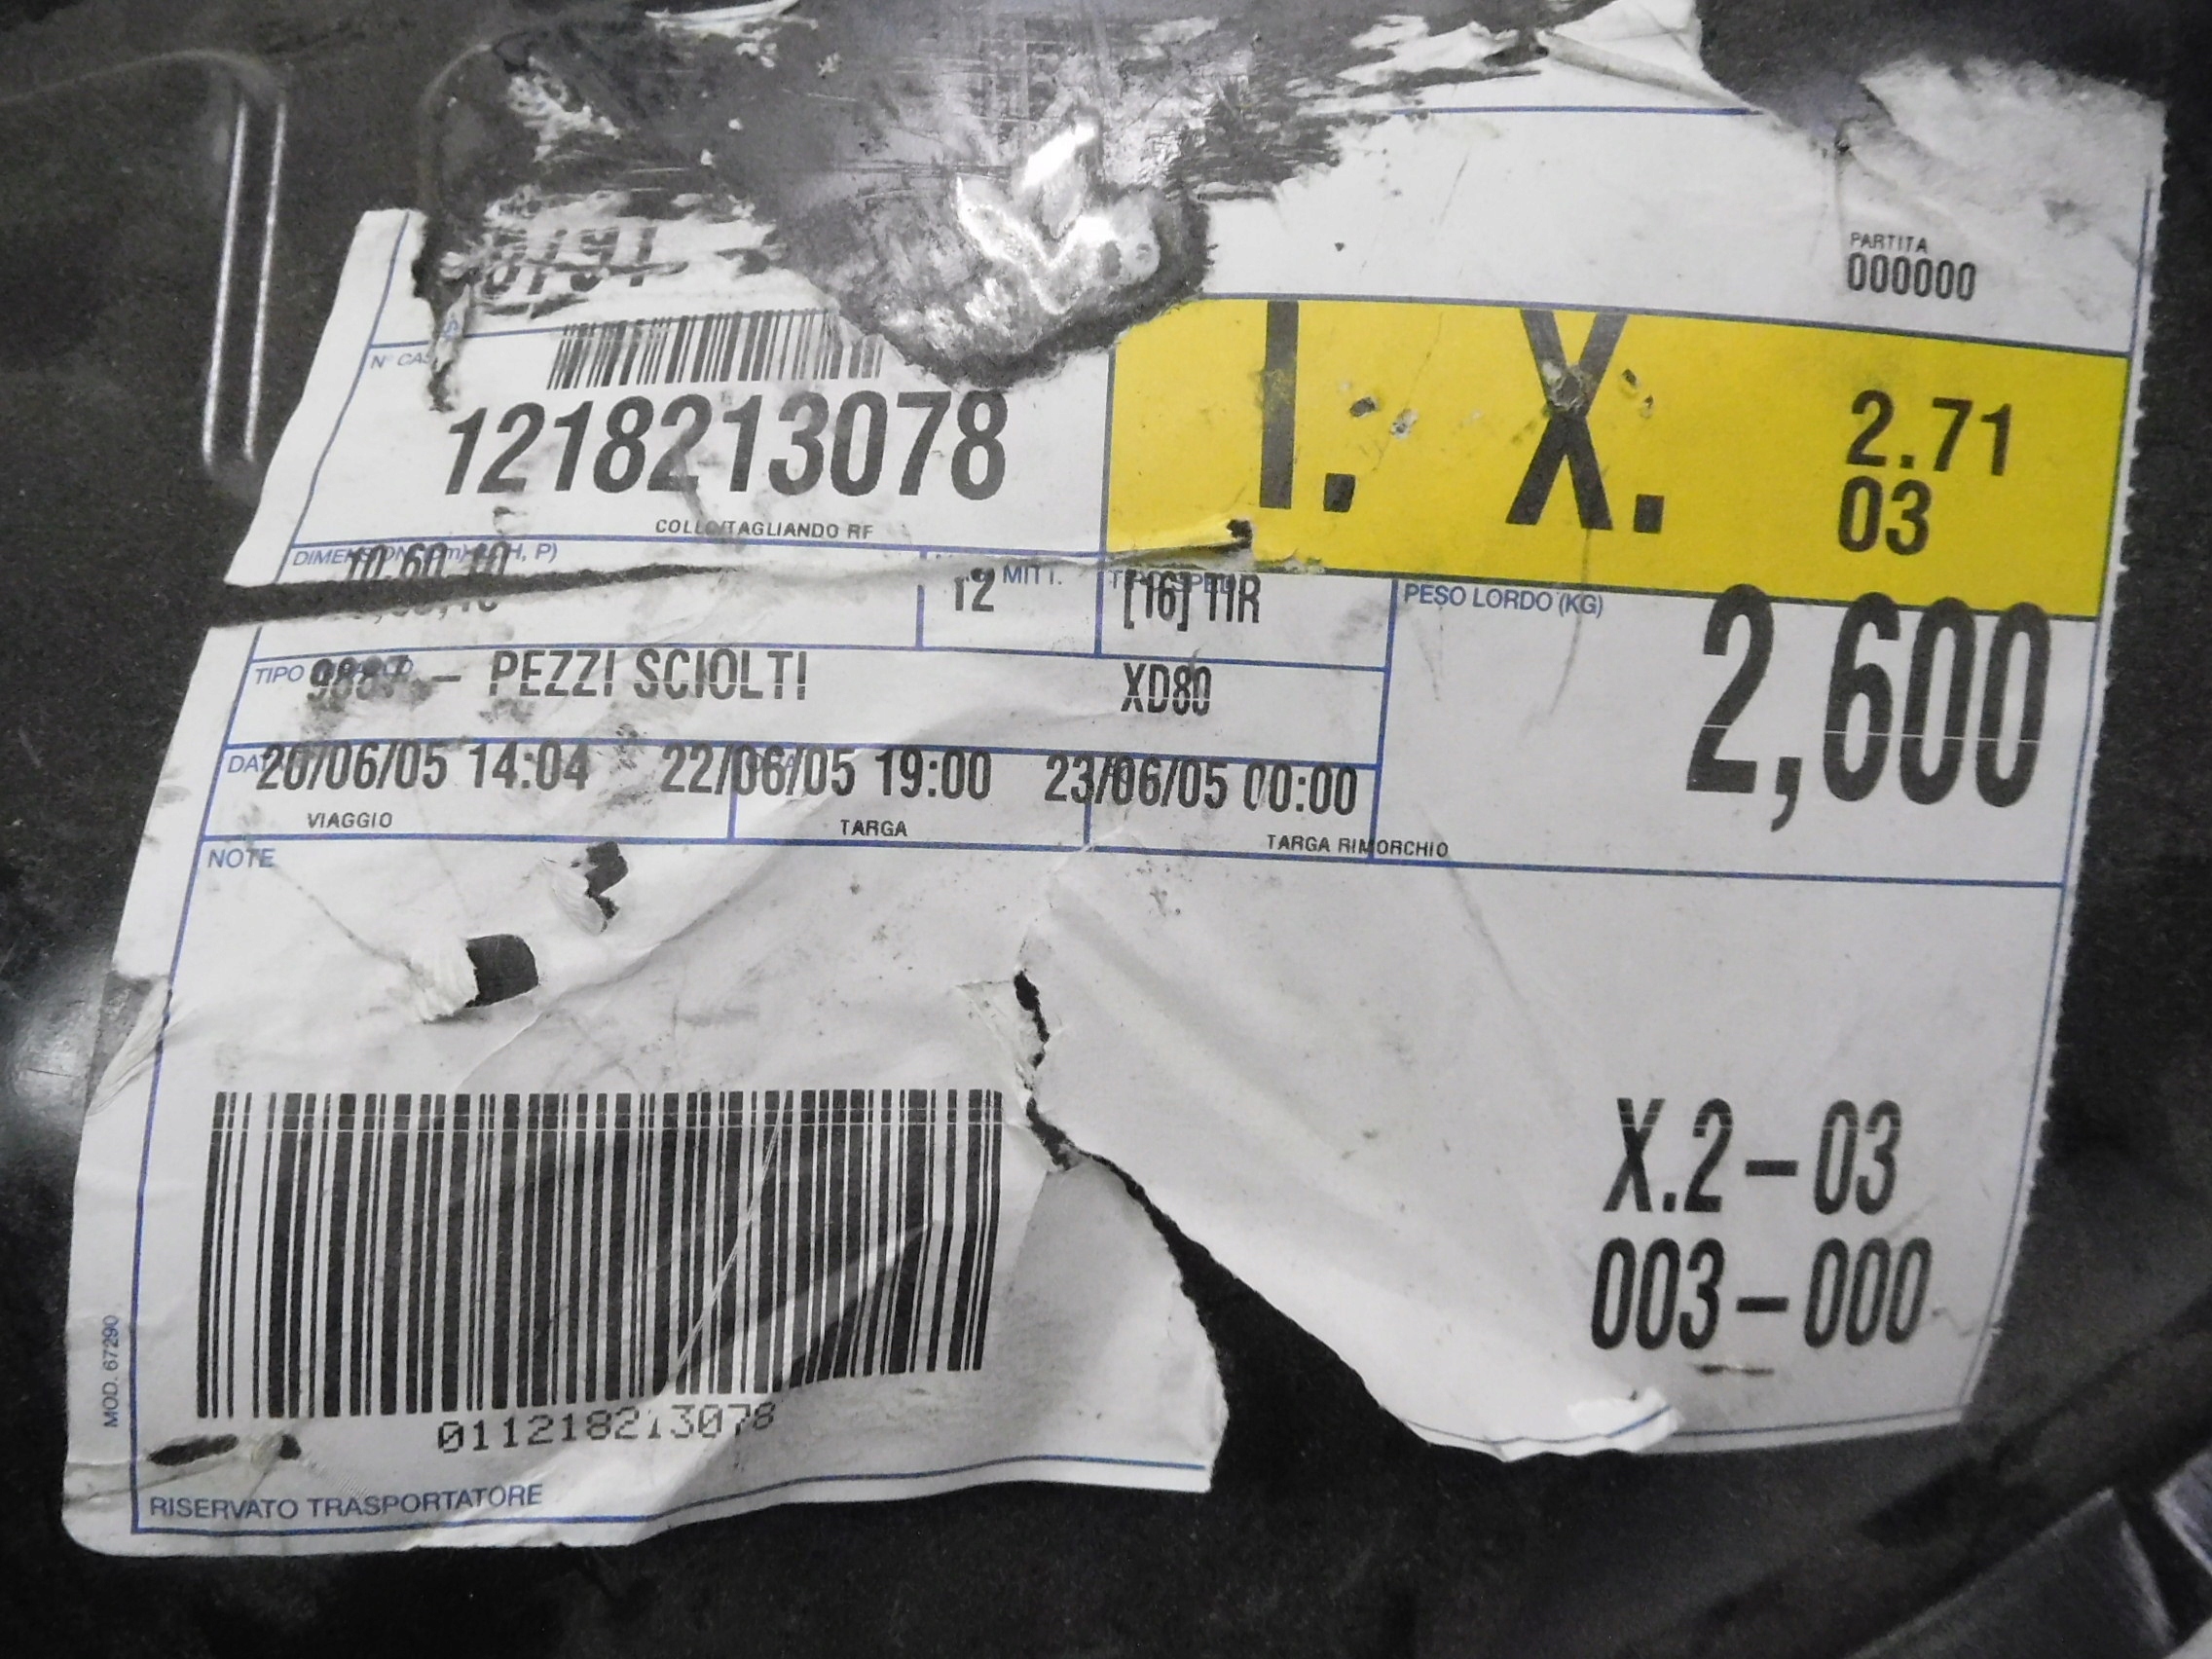 PARTITA
000000
1218213078
COLLO/TAGLIANDO RF
I. X. 2.71
03
12
[16] TIR
PESO LORDO (KG)
2,600
TIPO
– PEZZI SCIOLTI
XD80
20/06/05 14:04 22/06/05 19:00 23/06/05 00:00
VIAGGIO TARGA TARGA RIMORCHIO
NOTE
X.2–03
003–000
011218213078
MOD. 67290
RISERVATO TRASPORTATORE